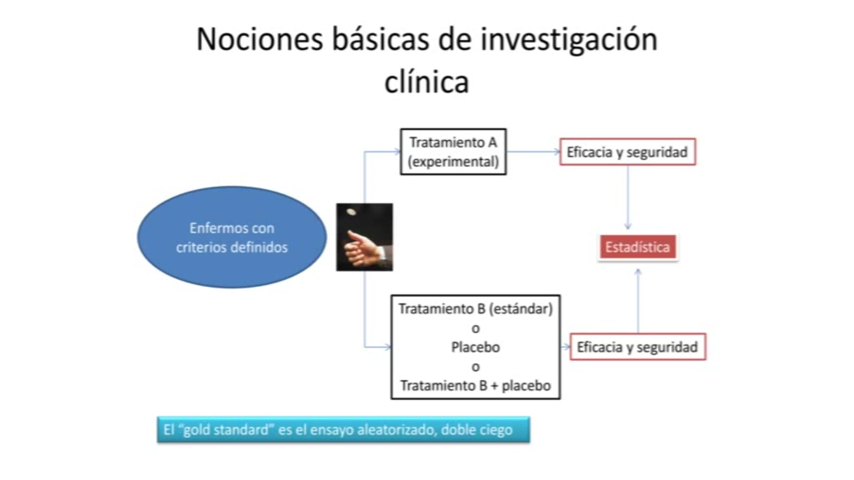 Nociones básicas de investigación
clínica
Tratamiento A
(experimental)
Eficacia y seguridad
Enfermos con
criterios definidos
Estadística
Tratamiento B (estándar)
o
Placebo
o
Tratamiento B + placebo
Eficacia y seguridad
El “gold standard” es el ensayo aleatorizado, doble ciego